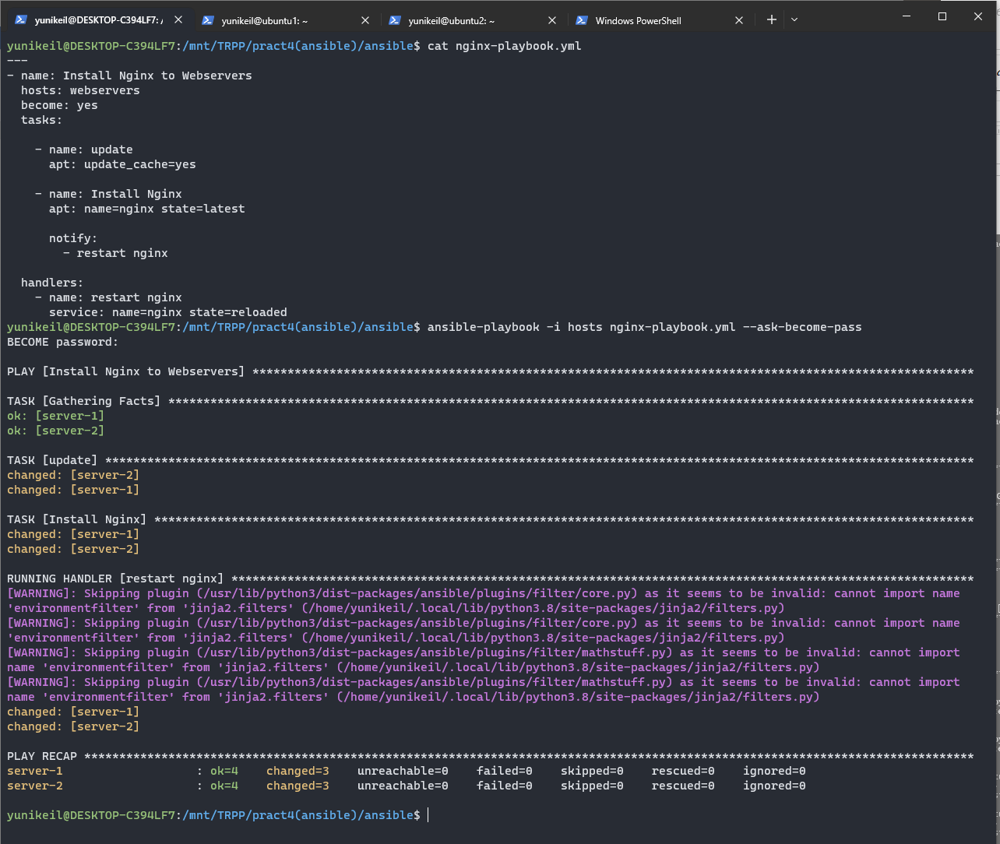 yunikeil@DESKTOP-C394LF7: /
yunikeil@ubuntu1: ~
yunikeil@ubuntu2: ~
Windows PowerShell
yunikeil@DESKTOP-C394LF7:/mnt/TRPP/pract4(ansible)/ansible$ cat nginx-playbook.yml
---
- name: Install Nginx to Webservers
  hosts: webservers
  become: yes
  tasks:
    - name: update
      apt: update_cache=yes
    - name: Install Nginx
      apt: name=nginx state=latest
      notify:
        - restart nginx
  handlers:
    - name: restart nginx
      service: name=nginx state=reloaded
yunikeil@DESKTOP-C394LF7:/mnt/TRPP/pract4(ansible)/ansible$ ansible-playbook -i hosts nginx-playbook.yml --ask-become-pass
BECOME password:
PLAY [Install Nginx to Webservers] *******************************************************************************************************
TASK [Gathering Facts] *******************************************************************************************************************
ok: [server-1]
ok: [server-2]
TASK [update] ****************************************************************************************************************************
changed: [server-2]
changed: [server-1]
TASK [Install Nginx] *********************************************************************************************************************
changed: [server-1]
changed: [server-2]
RUNNING HANDLER [restart nginx] **********************************************************************************************************
[WARNING]: Skipping plugin (/usr/lib/python3/dist-packages/ansible/plugins/filter/core.py) as it seems to be invalid: cannot import name
'environmentfilter' from 'jinja2.filters' (/home/yunikeil/.local/lib/python3.8/site-packages/jinja2/filters.py)
[WARNING]: Skipping plugin (/usr/lib/python3/dist-packages/ansible/plugins/filter/core.py) as it seems to be invalid: cannot import name
'environmentfilter' from 'jinja2.filters' (/home/yunikeil/.local/lib/python3.8/site-packages/jinja2/filters.py)
[WARNING]: Skipping plugin (/usr/lib/python3/dist-packages/ansible/plugins/filter/mathstuff.py) as it seems to be invalid: cannot import
name 'environmentfilter' from 'jinja2.filters' (/home/yunikeil/.local/lib/python3.8/site-packages/jinja2/filters.py)
[WARNING]: Skipping plugin (/usr/lib/python3/dist-packages/ansible/plugins/filter/mathstuff.py) as it seems to be invalid: cannot import
name 'environmentfilter' from 'jinja2.filters' (/home/yunikeil/.local/lib/python3.8/site-packages/jinja2/filters.py)
changed: [server-1]
changed: [server-2]
PLAY RECAP *******************************************************************************************************************************
server-1                   : ok=4    changed=3    unreachable=0    failed=0    skipped=0    rescued=0    ignored=0
server-2                   : ok=4    changed=3    unreachable=0    failed=0    skipped=0    rescued=0    ignored=0
yunikeil@DESKTOP-C394LF7:/mnt/TRPP/pract4(ansible)/ansible$